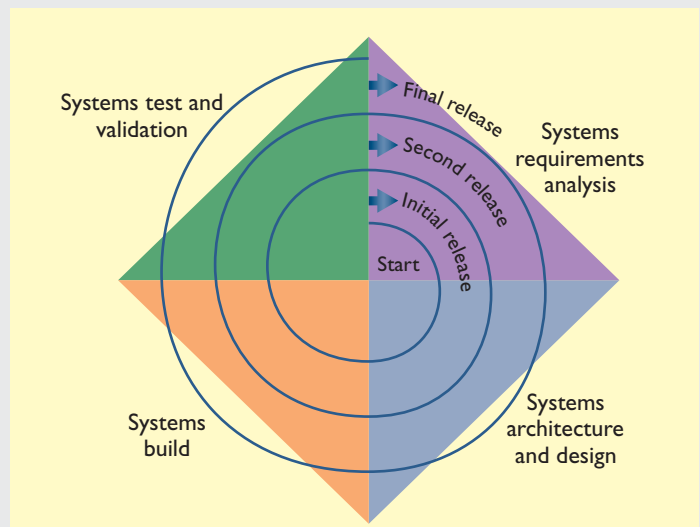 Systems test and
validation
Final release
Second release
Initial release
Systems
requirements
analysis
Start
Systems
build
Systems
architecture
and design